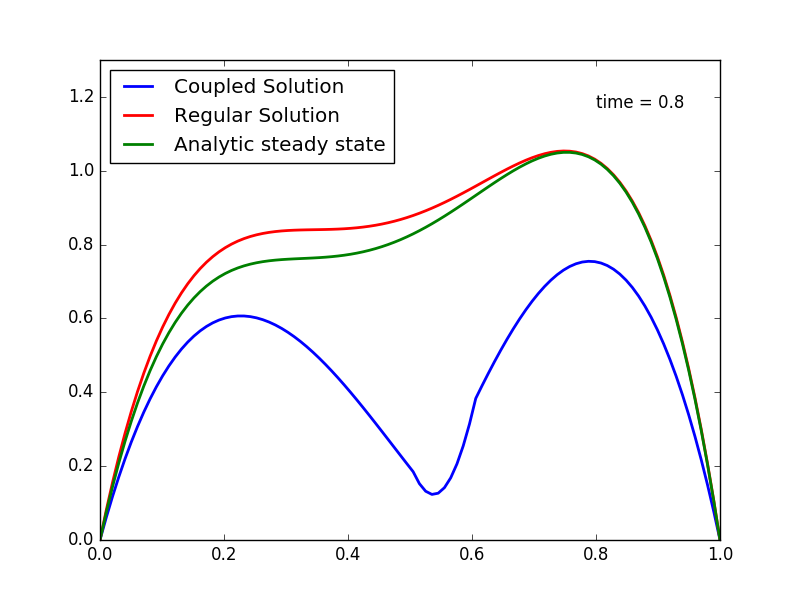 1.2
1.0
0.8
0.6
0.4
0.2
0.0
Coupled Solution
Regular Solution
Analytic steady state
time = 0.8
0.0 0.2 0.4 0.6 0.8 1.0